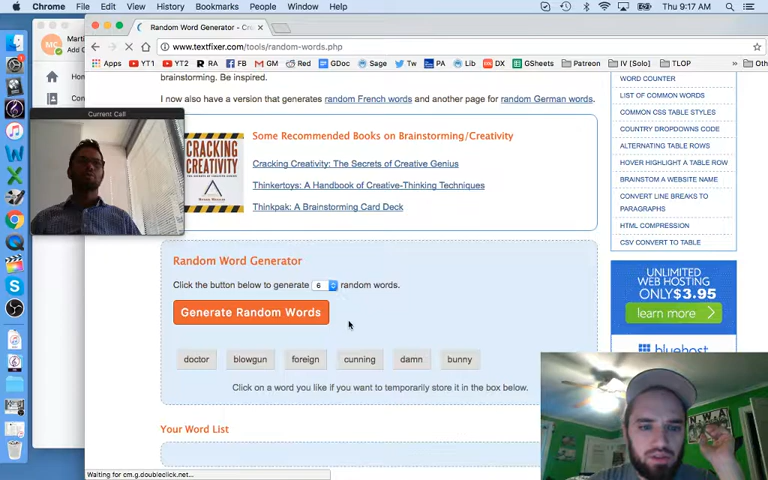 Chrome File Edit View History Bookmarks People Window Help
Thu 9:17 AM
Random Word Generator - Cre
www.textfixer.com/tools/random-words.php
Apps YT1 YT2 RA FB GM GDoc Sage Tw PA Lib DX GSheets Patreon IV [Solo] TLOP
Current Call
brainstorming. Be inspired.
I now also have a version that generates random French words and another page for random German words.
CRACKING
CREATIVITY
Some Recommended Books on Brainstorming/Creativity
Cracking Creativity: The Secrets of Creative Genius
Thinkertoys: A Handbook of Creative-Thinking Techniques
Thinkpak: A Brainstorming Card Deck
WORD COUNTER
LIST OF COMMON WORDS
COMMON CSS TABLE STYLES
COUNTRY DROPDOWNS CODE
ALTERNATING TABLE ROWS
HOVER HIGHLIGHT A TABLE ROW
BRAINSTOM A WEBSITE NAME
CONVERT LINE BREAKS TO
PARAGRAPHS
HTML COMPRESSION
CSV CONVERT TO TABLE
Random Word Generator
Click the button below to generate 6 random words.
Generate Random Words
doctor blowgun foreign cunning damn bunny
Click on a word you like if you want to temporarily store it in the box below.
Your Word List
UNLIMITED
WEB HOSTING
ONLY $3.95
learn more
bluehost
Waiting for cm.g.doubleclick.net...